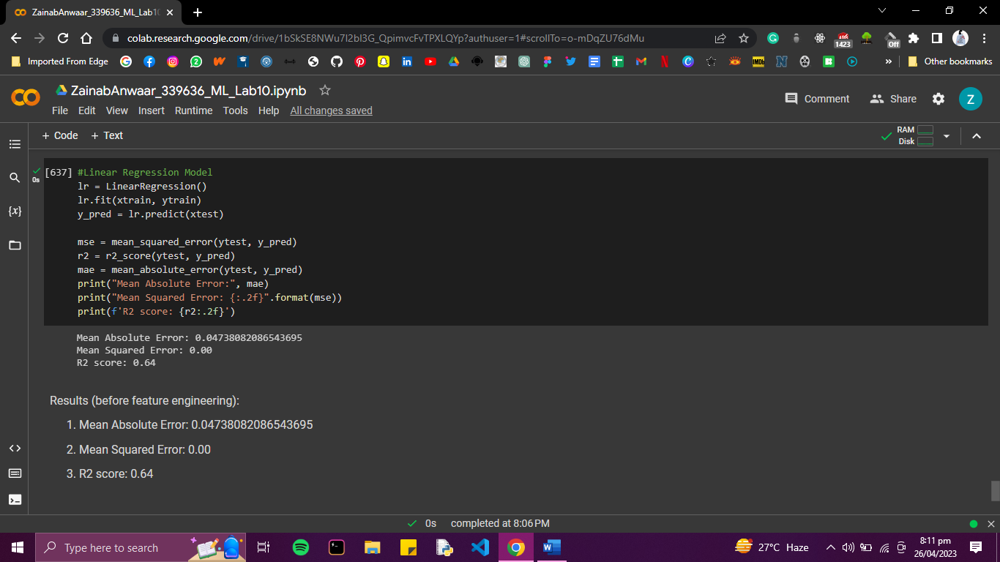 ZainabAnwaar_339636_ML_Lab10
colab.research.google.com/drive/1bSkSE8NWu7I2bI3G_QpimvcFvTPXLQYp?authuser=1#scrollTo=o-mDqZU76dMu
1423
Off
Imported From Edge
Other bookmarks
ZainabAnwaar_339636_ML_Lab10.ipynb
Comment
Share
Z
File Edit View Insert Runtime Tools Help All changes saved
+ Code + Text
RAM
Disk
[637] #Linear Regression Model
0s
lr = LinearRegression()
lr.fit(xtrain, ytrain)
y_pred = lr.predict(xtest)
{x}
mse = mean_squared_error(ytest, y_pred)
r2 = r2_score(ytest, y_pred)
mae = mean_absolute_error(ytest, y_pred)
print("Mean Absolute Error:", mae)
print("Mean Squared Error: {:.2f}".format(mse))
print(f'R2 score: {r2:.2f}')
Mean Absolute Error: 0.04738082086543695
Mean Squared Error: 0.00
R2 score: 0.64
Results (before feature engineering):
1. Mean Absolute Error: 0.04738082086543695
2. Mean Squared Error: 0.00
3. R2 score: 0.64
0s completed at 8:06 PM
Type here to search
27°C Haze
8:11 pm
26/04/2023